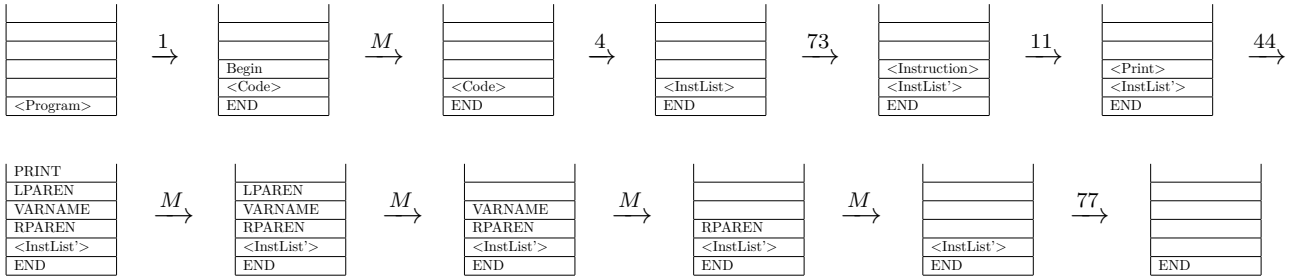 <Program>
1
Begin
<Code>
END
M
<Code>
END
4
<InstList>
END
73
<Instruction>
<InstList'>
END
11
<Print>
<InstList'>
END
44
PRINT
LPAREN
VARNAME
RPAREN
<InstList'>
END
M
LPAREN
VARNAME
RPAREN
<InstList'>
END
M
VARNAME
RPAREN
<InstList'>
END
M
RPAREN
<InstList'>
END
M
<InstList'>
END
77
END